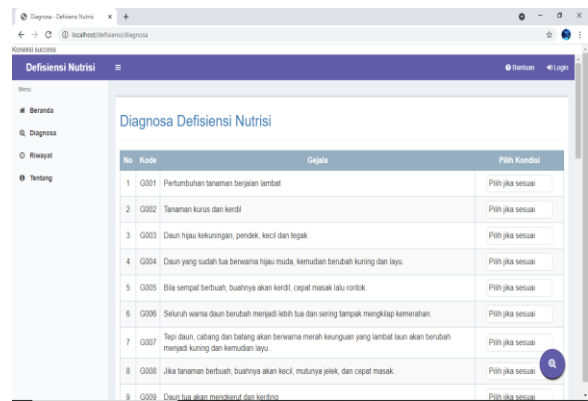 Diagnosa - Defisiensi Nutrisi
localhost/defisiensi/diagnosa
Koneksi success
Defisiensi Nutrisi
Bantuan
Login
Menu
Beranda
Diagnosa
Riwayat
Tentang
Diagnosa Defisiensi Nutrisi
No Kode Gejala Pilih Kondisi
1 G001 Pertumbuhan tanaman berjalan lambat Pilih jika sesuai
2 G002 Tanaman kurus dan kerdil Pilih jika sesuai
3 G003 Daun hijau kekuningan, pendek, kecil dan tegak Pilih jika sesuai
4 G004 Daun yang sudah tua berwarna hijau muda, kemudian berubah kuning dan layu. Pilih jika sesuai
5 G005 Bila sempat berbuah, buahnya akan kerdil, cepat masak lalu rontok. Pilih jika sesuai
6 G006 Seluruh warna daun berubah menjadi lebih tua dan sering tampak mengkilap kemerahan. Pilih jika sesuai
7 G007 Tepi daun, cabang dan batang akan berwarna merah keunguan yang lambat laun akan berubah
menjadi kuning dan kemudian layu. Pilih jika sesuai
8 G008 Jika tanaman berbuah, buahnya akan kecil, mutunya jelek, dan cepat masak. Pilih jika sesuai
9 G009 Daun tua akan mengkerut dan keriting Pilih jika sesuai